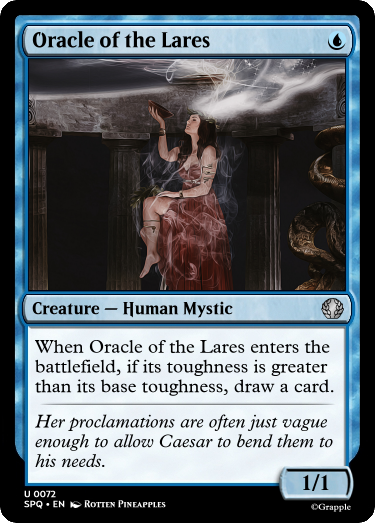 Oracle of the Lares
Creature — Human Mystic
When Oracle of the Lares enters the
battlefield, if its toughness is greater
than its base toughness, draw a card.
Her proclamations are often just vague
enough to allow Caesar to bend them to
his needs.
1/1
U 0072
SPQ • EN Rotten Pineapples
©Grapple